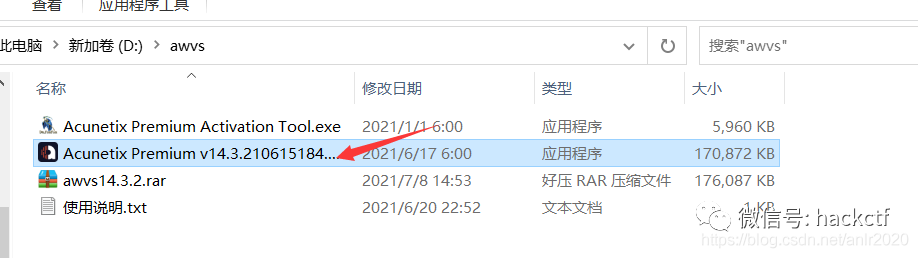 查看 应用程序工具
此电脑 > 新加卷 (D:) > awvs 搜索"awvs"
名称 修改日期 类型 大小
Acunetix Premium Activation Tool.exe 2021/1/1 6:00 应用程序 5,960 KB
Acunetix Premium v14.3.210615184.... 2021/6/17 6:00 应用程序 170,872 KB
awvs14.3.2.rar 2021/7/8 14:53 好压 RAR 压缩文件 176,087 KB
使用说明.txt 2021/6/20 22:52 文本文档 1 KB
微信号: hackctf
https://blog.csdn.net/anlr2020